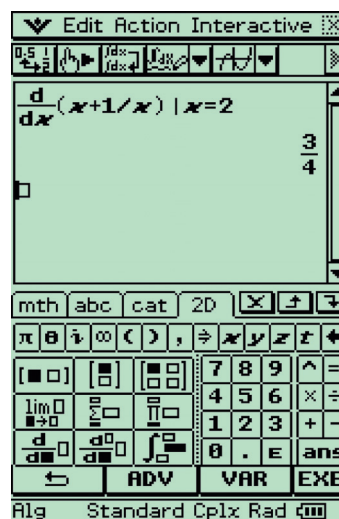 Edit Action Interactive
d/dx(x+1/x)|x=2
3/4
mth abc cat 2D
π θ i ∞ ( ) , ⇒ x y z t
7 8 9 ^ =
lim 4 5 6 × ÷
Σ Π 1 2 3 + -
d/d d/d ∫ 0 . E ans
ADV VAR EXE
Alg Standard Cplx Rad